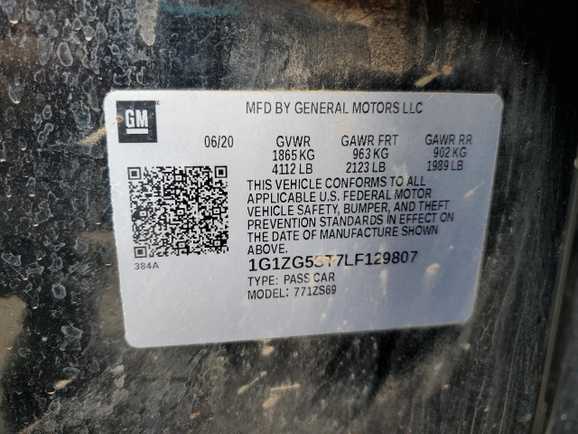 GM
MFD BY GENERAL MOTORS LLC
06/20 GVWR GAWR FRT GAWR RR
1865 KG 963 KG 902 KG
4112 LB 2123 LB 1989 LB
THIS VEHICLE CONFORMS TO ALL
APPLICABLE U.S. FEDERAL MOTOR
VEHICLE SAFETY, BUMPER, AND THEFT
PREVENTION STANDARDS IN EFFECT ON
THE DATE OF MANUFACTURE SHOWN
ABOVE.
384A
1G1ZG5ST7LF129807
TYPE: PASS CAR
MODEL: 771ZS69